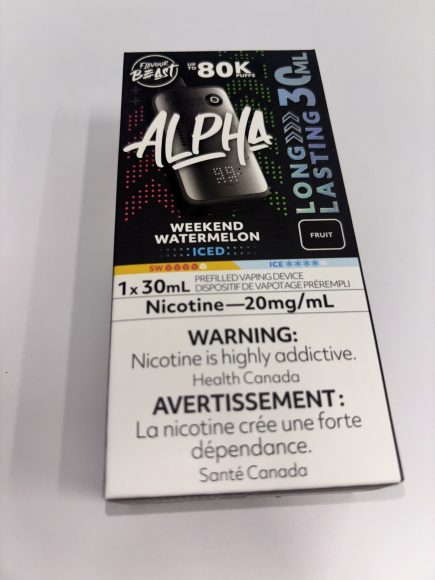 FLAVOUR
BEAST
UP TO 80K PUFFS
LONG
LASTING 30ML
ALPHA
WEEKEND
WATERMELON
ICED
FRUIT
SW
ICE
1 x 30mL PREFILLED VAPING DEVICE
DISPOSITIF DE VAPOTAGE PRÉREMPLI
Nicotine—20mg/mL
WARNING:
Nicotine is highly addictive.
Health Canada
AVERTISSEMENT :
La nicotine crée une forte
dépendance.
Santé Canada